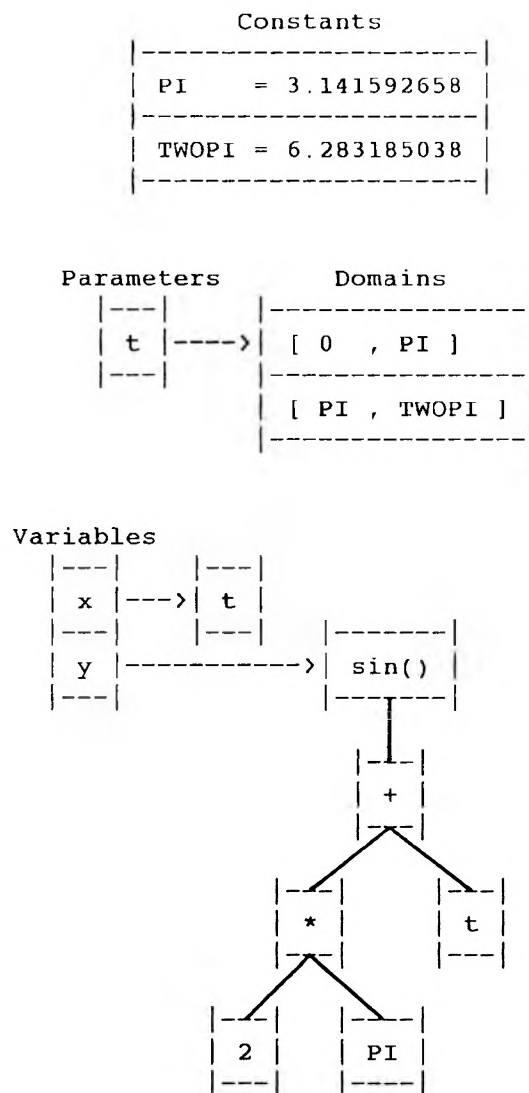 Constants
PI = 3.141592658
TWOPI = 6.283185038
Parameters Domains
t ----> [ 0 , PI ]
[ PI , TWOPI ]
Variables
x ---> t
y ----------> sin()
+
* t
2 PI